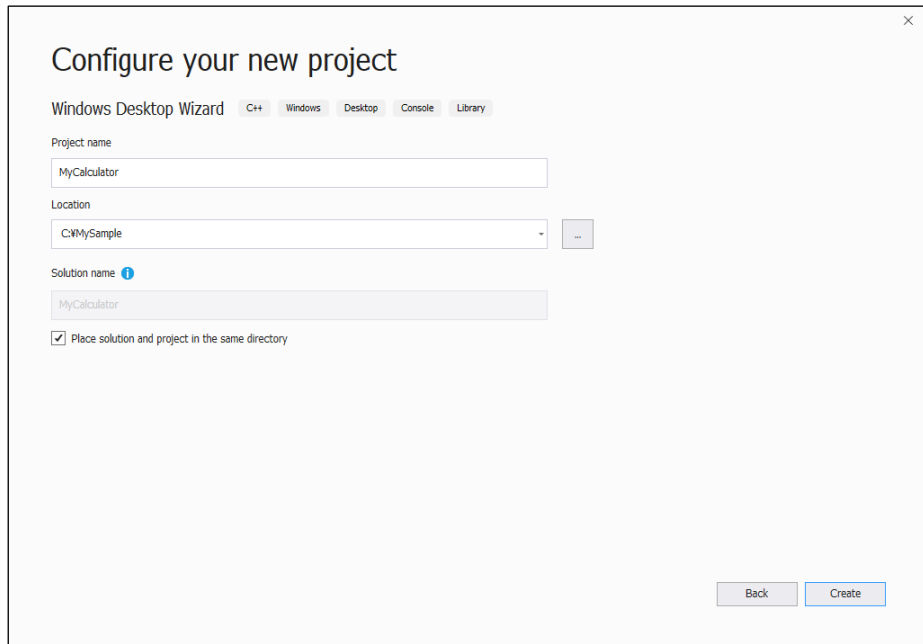 Configure your new project
Windows Desktop Wizard C++ Windows Desktop Console Library
Project name
MyCalculator
Location
C:¥MySample
...
Solution name
MyCalculator
Place solution and project in the same directory
Back Create